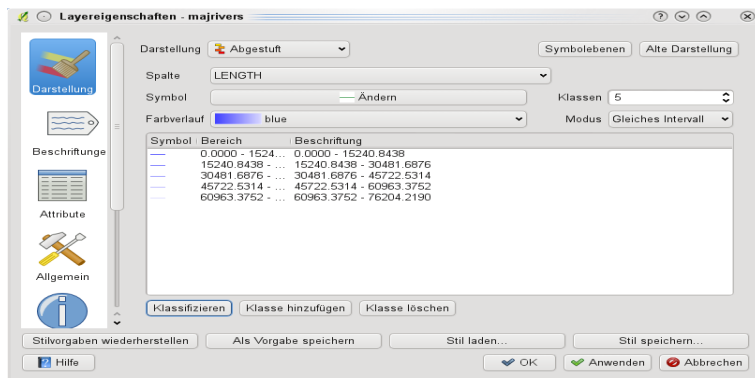 Layereigenschaften - majrivers
Darstellung Abgestuft Symbolebenen Alte Darstellung
Spalte LENGTH
Symbol Ändern Klassen 5
Farbverlauf blue Modus Gleiches Intervall
Symbol Bereich Beschriftung
0.0000 - 1524... 0.0000 - 15240.8438
15240.8438 - ... 15240.8438 - 30481.6876
30481.6876 - ... 30481.6876 - 45722.5314
45722.5314 - ... 45722.5314 - 60963.3752
60963.3752 - ... 60963.3752 - 76204.2190
Darstellung
Beschriftunge
Attribute
Allgemein
Klassifizieren Klasse hinzufügen Klasse löschen
Stilvorgaben wiederherstellen Als Vorgabe speichern Stil laden... Stil speichern...
Hilfe OK Anwenden Abbrechen